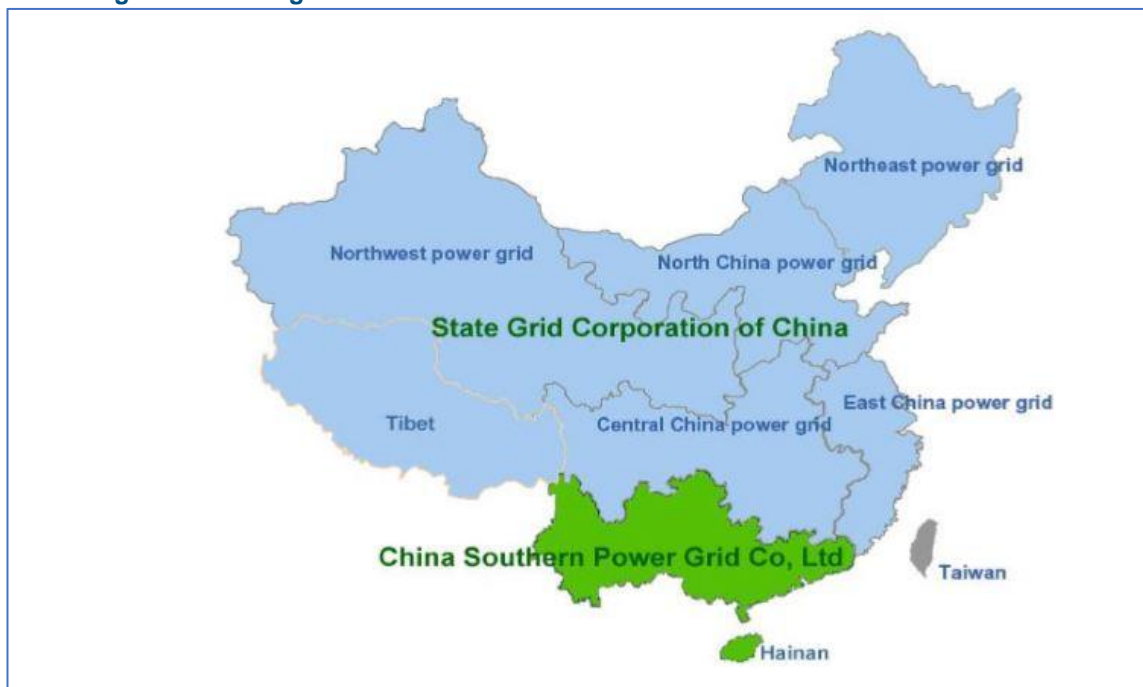 Northeast power grid
Northwest power grid
North China power grid
State Grid Corporation of China
East China power grid
Tibet
Central China power grid
China Southern Power Grid Co, Ltd
Taiwan
Hainan